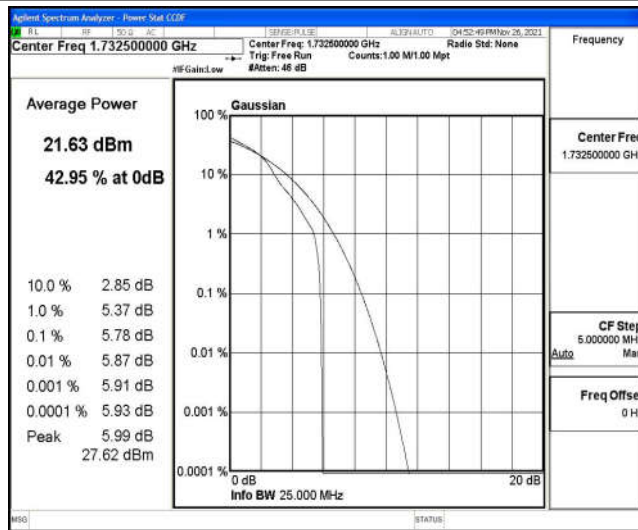 Agilent Spectrum Analyzer - Power Stat CCDF
RL RF 50 Ω AC SENSE:PULSE ALIGNAUTO 04:52:49 PM Nov 26, 2021
Center Freq 1.732500000 GHz
Center Freq: 1.732500000 GHz Radio Std: None
Trig: Free Run Counts:1.00 M/1.00 Mpt
#IFGain:Low #Atten: 46 dB
Frequency
Average Power
21.63 dBm
42.95 % at 0dB
10.0 % 2.85 dB
1.0 % 5.37 dB
0.1 % 5.78 dB
0.01 % 5.87 dB
0.001 % 5.91 dB
0.0001 % 5.93 dB
Peak 5.99 dB
27.62 dBm
Gaussian
100 %
10 %
1 %
0.1 %
0.01 %
0.001 %
0.0001 %
0 dB 20 dB
Info BW 25.000 MHz
Center Fre
1.732500000 GH
CF Step
5.000000 MH
Auto Ma
Freq Offse
0 H
MSG STATUS